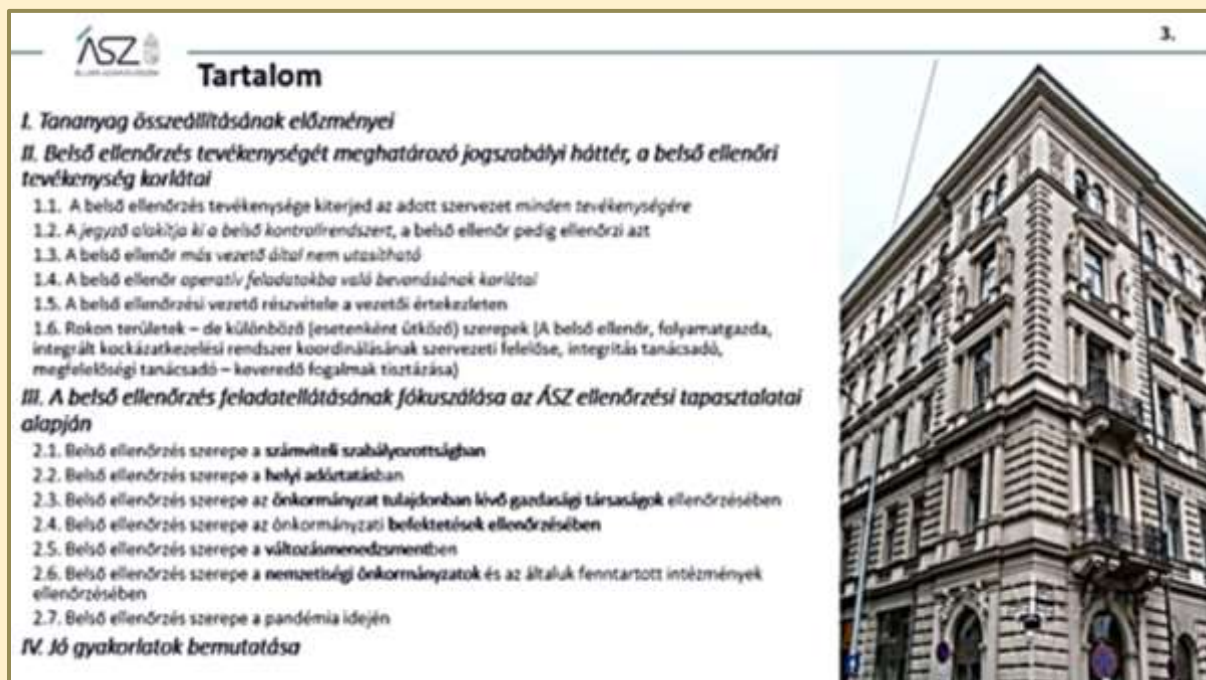 3.
ÁSZ
Tartalom
I. Tananyag összeállításának előzményei
II. Belső ellenőrzés tevékenységét meghatározó jogszabályi háttér, a belső ellenőri
tevékenység korlátai
1.1. A belső ellenőrzés tevékenysége kiterjed az adott szervezet minden tevékenységére
1.2. A jegyző alakítja ki a belső kontrollrendszert, a belső ellenőr pedig ellenőrzi azt
1.3. A belső ellenőr más vezető által nem utasítható
1.4. A belső ellenőr operatív feladatokba való bevonásának korlátai
1.5. A belső ellenőrzési vezető részvétele a vezetői értekezleten
1.6. Rokon területek – de különböző (esetenként ütköző) szerepek (A belső ellenőr, folyamatgazda,
integrált kockázatkezelési rendszer koordinálásának szervezeti felelőse, integritás tanácsadó,
megfelelőségi tanácsadó – keveredő fogalmak tisztázása)
III. A belső ellenőrzés feladatellátásának fókuszálása az ÁSZ ellenőrzési tapasztalatai
alapján
2.1. Belső ellenőrzés szerepe a számviteli szabályozottságban
2.2. Belső ellenőrzés szerepe a helyi adóztatásban
2.3. Belső ellenőrzés szerepe az önkormányzat tulajdonban lévő gazdasági társaságok ellenőrzésében
2.4. Belső ellenőrzés szerepe az önkormányzati befektetések ellenőrzésében
2.5. Belső ellenőrzés szerepe a változásmenedzsmentben
2.6. Belső ellenőrzés szerepe a nemzetiségi önkormányzatok és az általuk fenntartott intézmények
ellenőrzésében
2.7. Belső ellenőrzés szerepe a pandémia idején
IV. Jó gyakorlatok bemutatása